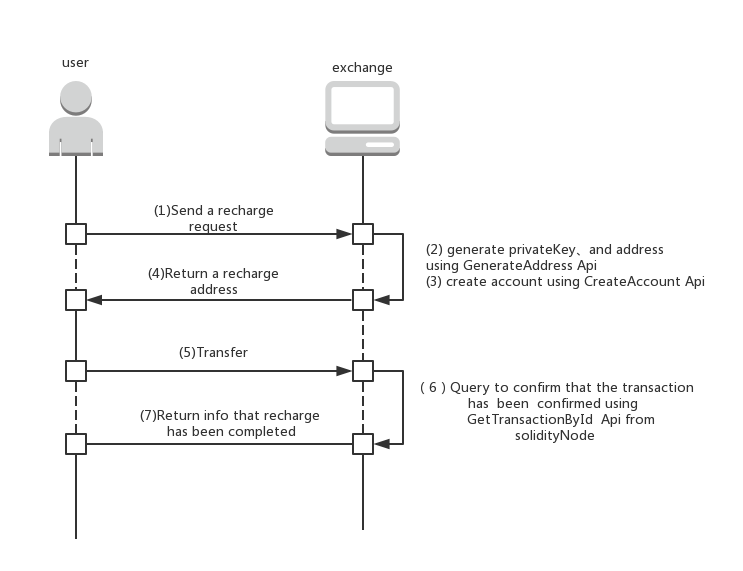 user
exchange
(1)Send a recharge
request
(2) generate privateKey、and address
using GenerateAddress Api
(3) create account using CreateAccount Api
(4)Return a recharge
address
(5)Transfer
( 6 ) Query to confirm that the transaction
has been confirmed using
GetTransactionById Api from
solidityNode
(7)Return info that recharge
has been completed